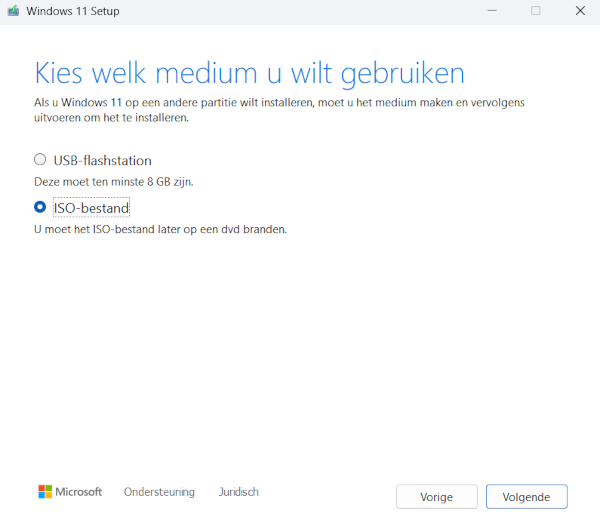 Windows 11 Setup
Kies welk medium u wilt gebruiken
Als u Windows 11 op een andere partitie wilt installeren, moet u het medium maken en vervolgens
uitvoeren om het te installeren.
USB-flashstation
Deze moet ten minste 8 GB zijn.
ISO-bestand
U moet het ISO-bestand later op een dvd branden.
Microsoft Ondersteuning Juridisch Vorige Volgende